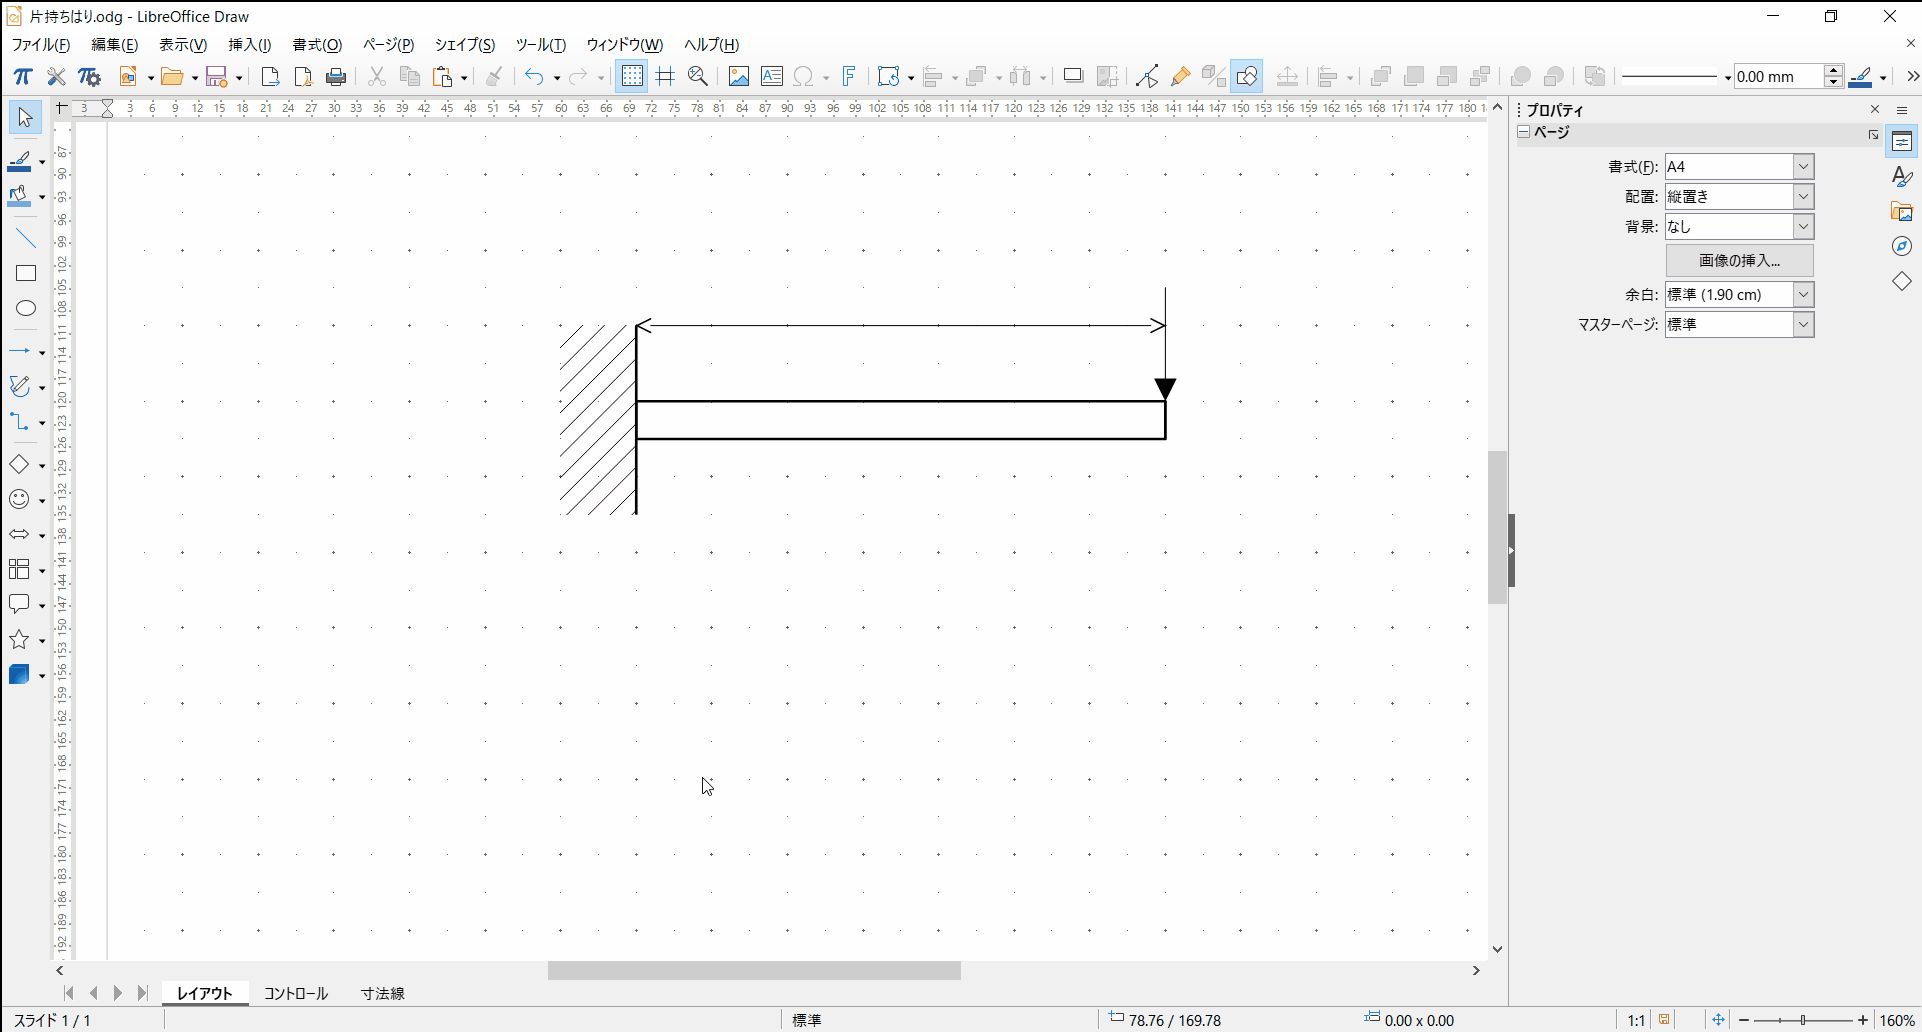 片持ちはり.odg - LibreOffice Draw
ファイル(F) 編集(E) 表示(V) 挿入(I) 書式(O) ページ(P) シェイプ(S) ツール(T) ウィンドウ(W) ヘルプ(H)
0.00 mm
3 3 6 9 12 15 18 21 24 27 30 33 36 39 42 45 48 51 54 57 60 63 66 69 72 75 78 81 84 87 90 93 96 99 102 105 108 111 114 117 120 123 126 129 132 135 138 141 144 147 150 153 156 159 162 165 168 171 174 177 180
87 90 93 96 99 102 105 108 111 114 117 120 123 126 129 132 135 138 141 144 147 150 153 156 159 162 165 168 171 174 177 180 183 186 189 192
プロパティ
ページ
書式(F): A4
配置: 縦置き
背景: なし
画像の挿入...
余白: 標準 (1.90 cm)
マスターページ: 標準
レイアウト コントロール 寸法線
スライド 1 / 1 標準 78.76 / 169.78 0.00 x 0.00 1:1 160%